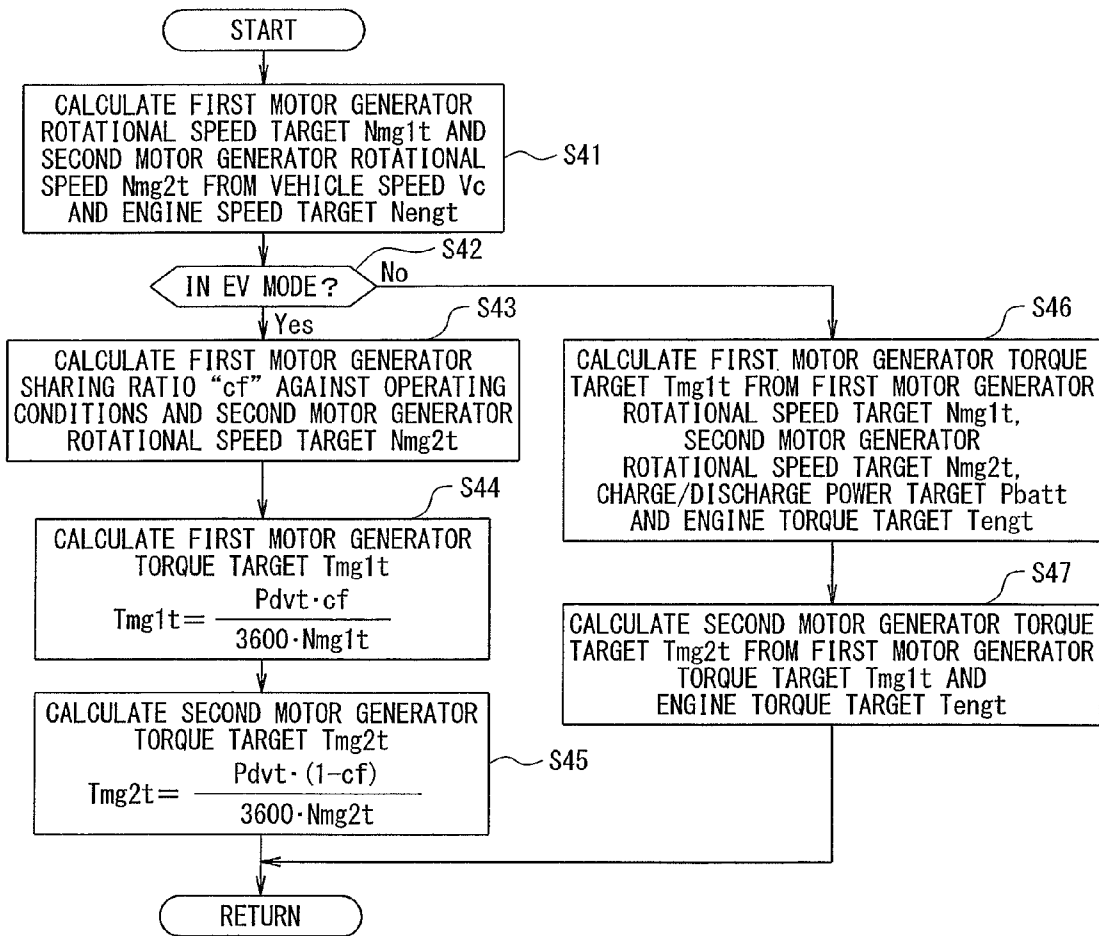 START
CALCULATE FIRST MOTOR GENERATOR
ROTATIONAL SPEED TARGET Nmg1t AND
SECOND MOTOR GENERATOR ROTATIONAL
SPEED Nmg2t FROM VEHICLE SPEED Vc
AND ENGINE SPEED TARGET Nengt
S41
S42
IN EV MODE?
No
Yes
S43
CALCULATE FIRST MOTOR GENERATOR
SHARING RATIO "cf" AGAINST OPERATING
CONDITIONS AND SECOND MOTOR GENERATOR
ROTATIONAL SPEED TARGET Nmg2t
S44
CALCULATE FIRST MOTOR GENERATOR
TORQUE TARGET Tmg1t
Tmg1t= Pdvt·cf
3600·Nmg1t
CALCULATE SECOND MOTOR GENERATOR
TORQUE TARGET Tmg2t
Tmg2t= Pdvt·(1-cf)
3600·Nmg2t
S45
S46
CALCULATE FIRST MOTOR GENERATOR TORQUE
TARGET Tmg1t FROM FIRST MOTOR GENERATOR
ROTATIONAL SPEED TARGET Nmg1t,
SECOND MOTOR GENERATOR
ROTATIONAL SPEED TARGET Nmg2t,
CHARGE/DISCHARGE POWER TARGET Pbatt
AND ENGINE TORQUE TARGET Tengt
S47
CALCULATE SECOND MOTOR GENERATOR TORQUE
TARGET Tmg2t FROM FIRST MOTOR GENERATOR
TORQUE TARGET Tmg1t AND
ENGINE TORQUE TARGET Tengt
RETURN